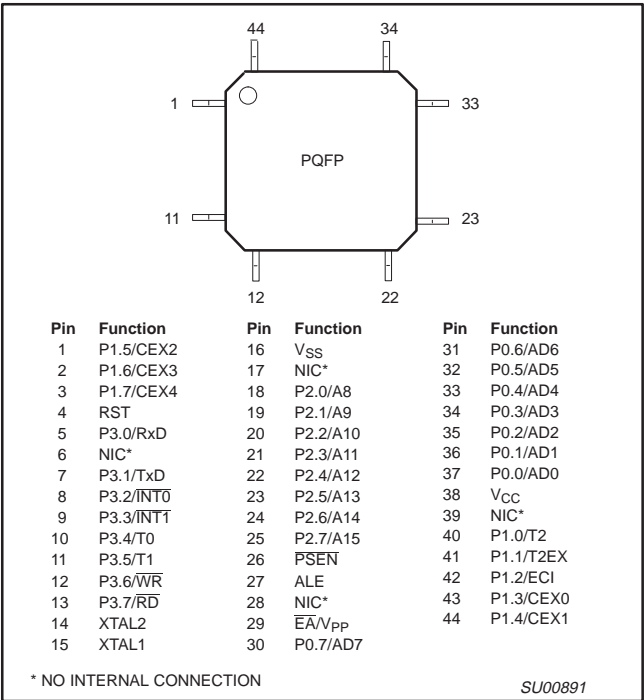 44 34
1 33
PQFP
11 23
12 22
Pin Function Pin Function Pin Function
1 P1.5/CEX2 16 VSS 31 P0.6/AD6
2 P1.6/CEX3 17 NIC* 32 P0.5/AD5
3 P1.7/CEX4 18 P2.0/A8 33 P0.4/AD4
4 RST 19 P2.1/A9 34 P0.3/AD3
5 P3.0/RxD 20 P2.2/A10 35 P0.2/AD2
6 NIC* 21 P2.3/A11 36 P0.1/AD1
7 P3.1/TxD 22 P2.4/A12 37 P0.0/AD0
8 P3.2/I̅N̅T̅0̅ 23 P2.5/A13 38 VCC
9 P3.3/I̅N̅T̅1̅ 24 P2.6/A14 39 NIC*
10 P3.4/T0 25 P2.7/A15 40 P1.0/T2
11 P3.5/T1 26 P̅S̅E̅N̅ 41 P1.1/T2EX
12 P3.6/W̅R̅ 27 ALE 42 P1.2/ECI
13 P3.7/R̅D̅ 28 NIC* 43 P1.3/CEX0
14 XTAL2 29 E̅A̅/VPP 44 P1.4/CEX1
15 XTAL1 30 P0.7/AD7
* NO INTERNAL CONNECTION
SU00891